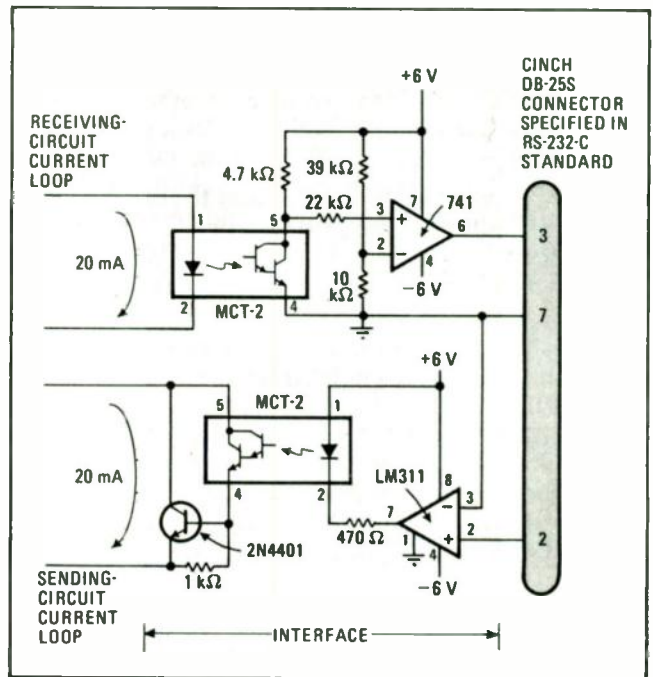 CINCH
DB-25S
CONNECTOR
SPECIFIED IN
RS-232-C
STANDARD
+6 V
RECEIVING-
CIRCUIT
CURRENT
LOOP
4.7 kΩ
39 kΩ
22 kΩ
741
7
3
+
6
2
−
4
−6 V
10
kΩ
1
5
20 mA
2
4
MCT-2
3
7
+6 V
MCT-2
5
1
20 mA
4
2
LM311
8
−
3
7
+
2
1
4
470 Ω
−6 V
2N4401
1 kΩ
2
SENDING-
CIRCUIT
CURRENT
LOOP
INTERFACE